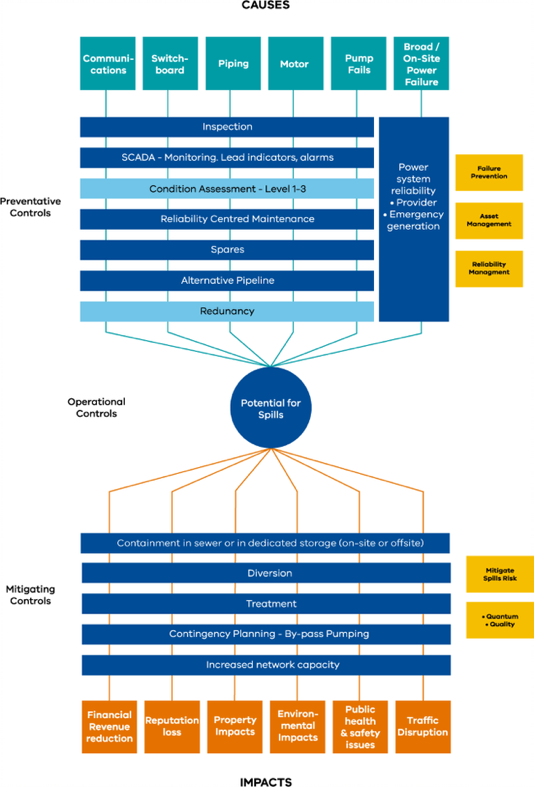 CAUSES
Communi-
cations
Switch-
board
Piping
Motor
Pump
Fails
Broad /
On-Site
Power
Failure
Preventative
Controls
Inspection
SCADA - Monitoring. Lead indicators, alarms
Condition Assessment - Level 1-3
Reliability Centred Maintenance
Spares
Alternative Pipeline
Redunancy
Power
system
reliability
• Provider
• Emergency
generation
Failure
Prevention
Asset
Management
Reliability
Managment
Operational
Controls
Potential for
Spills
Mitigating
Controls
Containment in sewer or in dedicated storage (on-site or offsite)
Diversion
Treatment
Contingency Planning - By-pass Pumping
Increased network capacity
Mitigate
Spills Risk
• Quantum
• Quality
Financial
Revenue
reduction
Reputation
loss
Property
Impacts
Environ-
mental
Impacts
Public
health
& safety
issues
Traffic
Disruption
IMPACTS